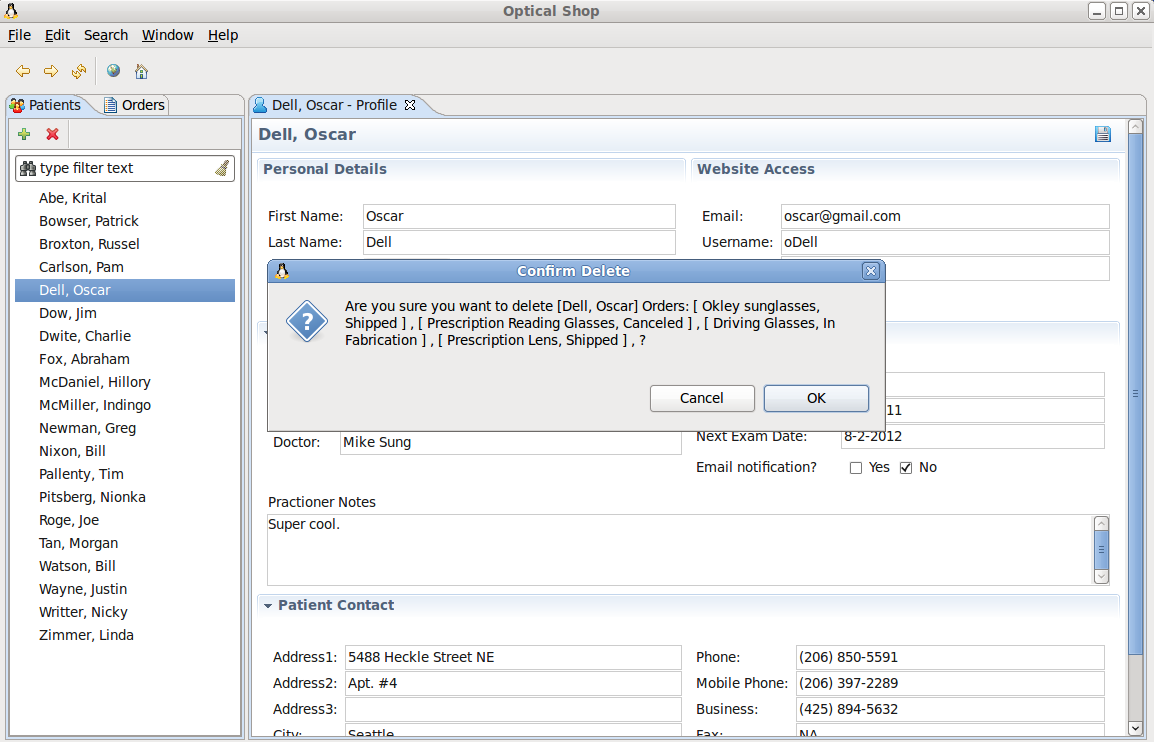 Optical Shop
File Edit Search Window Help
Patients Orders
Dell, Oscar - Profile
type filter text
Abe, Krital
Bowser, Patrick
Broxton, Russel
Carlson, Pam
Dell, Oscar
Dow, Jim
Dwite, Charlie
Fox, Abraham
McDaniel, Hillory
McMiller, Indingo
Newman, Greg
Nixon, Bill
Pallenty, Tim
Pitsberg, Nionka
Roge, Joe
Tan, Morgan
Watson, Bill
Wayne, Justin
Writter, Nicky
Zimmer, Linda
Dell, Oscar
Personal Details
Website Access
First Name: Oscar
Email: oscar@gmail.com
Last Name: Dell
Username: oDell
Confirm Delete
Are you sure you want to delete [Dell, Oscar] Orders: [ Okley sunglasses,
Shipped ] , [ Prescription Reading Glasses, Canceled ] , [ Driving Glasses, In
Fabrication ] , [ Prescription Lens, Shipped ] , ?
Cancel OK
11
Doctor: Mike Sung
Next Exam Date: 8-2-2012
Email notification? Yes No
Practioner Notes
Super cool.
Patient Contact
Address1: 5488 Heckle Street NE
Phone: (206) 850-5591
Address2: Apt. #4
Mobile Phone: (206) 397-2289
Address3:
Business: (425) 894-5632
City: Seattle
Fax: NA